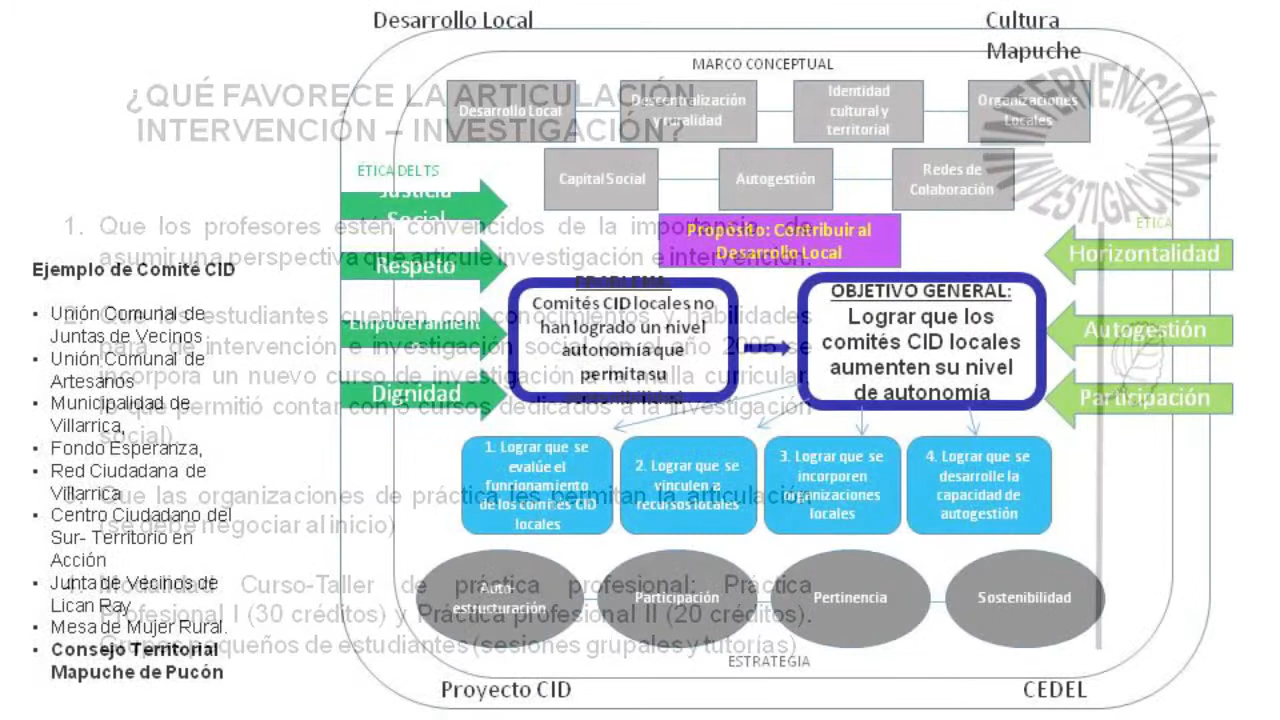 Desarrollo Local
Cultura
Mapuche
MARCO CONCEPTUAL
¿QUÉ FAVORECE LA ARTICULACIÓN
INTERVENCIÓN – INVESTIGACIÓN?
Desarrollo Local
Descentralización
y ruralidad
Identidad
cultural y
territorial
Organizaciones
Locales
INTERVENCIÓN
INVESTIGACIÓN
Capital Social
Autogestión
Redes de
Colaboración
ETICA DEL TS
Justicia
Social
Respeto
Empoderamient
Dignidad
ETICA
Horizontalidad
Autogestión
Participación
Propósito: Contribuir al
Desarrollo Local
PROBLEMA:
Comités CID locales no
han logrado un nivel
autonomía que
permita su
sostenibilidad
OBJETIVO GENERAL:
Lograr que los
comités CID locales
aumenten su nivel
de autonomía
1. Lograr que se
evalúe el
funcionamiento
de los comités CID
locales
2. Lograr que se
vinculen a
recursos locales
3. Lograr que se
incorporen
organizaciones
locales
4. Lograr que se
desarrolle la
capacidad de
autogestión
Auto-
estructuración
Participación
Pertinencia
Sostenibilidad
ESTRATEGIA
Proyecto CID
CEDEL
Ejemplo de Comité CID
• Unión Comunal de
Juntas de Vecinos
• Unión Comunal de
Artesanos
• Municipalidad de
Villarrica,
• Fondo Esperanza,
• Red Ciudadana de
Villarrica
• Centro Ciudadano del
Sur- Territorio en
Acción
• Junta de Vecinos de
Lican Ray
• Mesa de Mujer Rural.
• Consejo Territorial
Mapuche de Pucón
1. Que los profesores estén convencidos de la importancia de
asumir una perspectiva que articule investigación e intervención.
2. Que los estudiantes cuenten con conocimientos y habilidades
para de intervención e investigación social (en el año 2005 se
incorpora un nuevo curso de investigación a la malla curricular,
lo que permitió contar con 3 cursos dedicados a la investigación
social)
Que las organizaciones de práctica les permitan la articulación
(se debe negociar al inicio)
4. Modalidad Curso-Taller de práctica profesional: Práctica
Profesional I (30 créditos) y Práctica profesional II (20 créditos).
Grupos pequeños de estudiantes (sesiones grupales y tutorías)